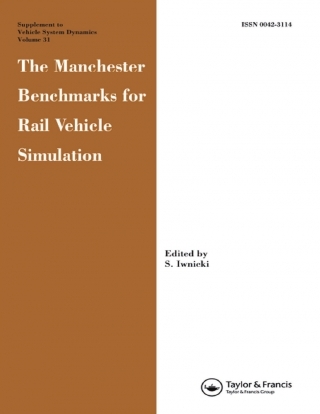 Supplement to
Vehicle System Dynamics
Volume 31
ISSN 0042-3114
The Manchester
Benchmarks for
Rail Vehicle
Simulation
Edited by
S. Iwnicki
Taylor & Francis
Taylor & Francis Group